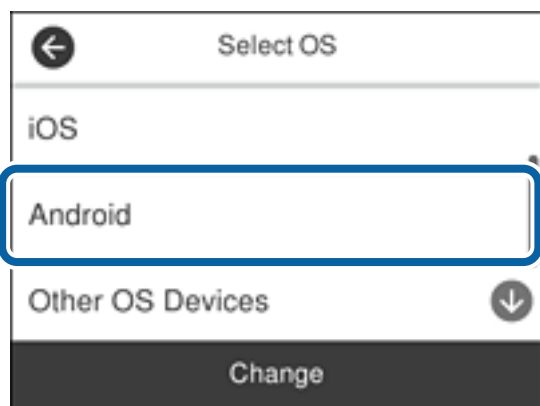 Select OS
iOS
Android
Other OS Devices
Change